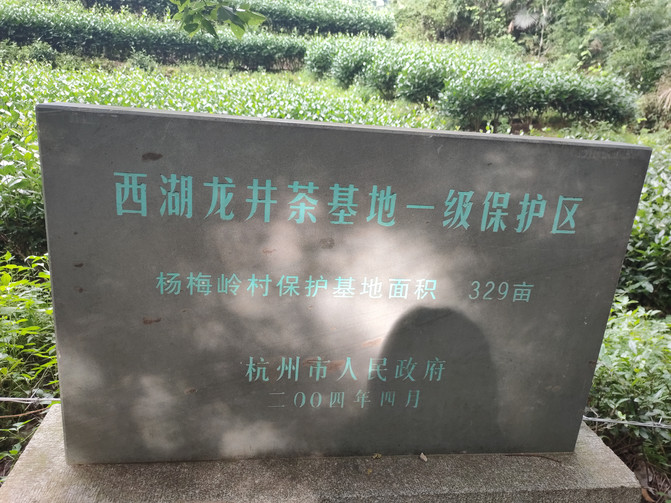 西湖龙井茶基地一级保护区
杨梅岭村保护基地面积 329亩
杭州市人民政府
二〇〇四年四月